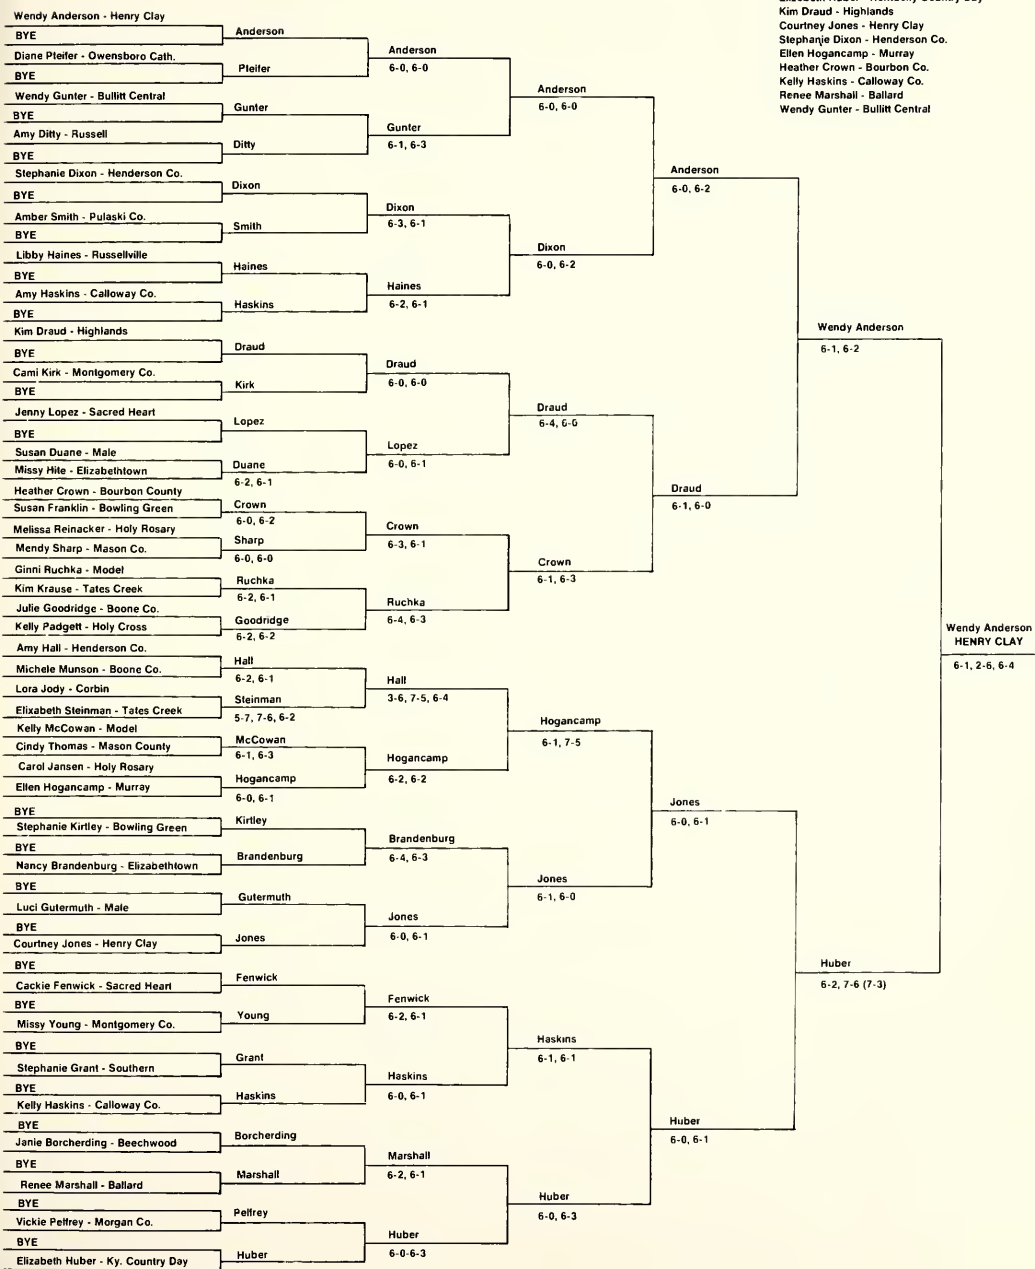 Kim Draud - Highlands
Courtney Jones - Henry Clay
Stephanie Dixon - Henderson Co.
Ellen Hogancamp - Murray
Heather Crown - Bourbon Co.
Kelly Haskins - Calloway Co.
Renee Marshall - Ballard
Wendy Gunter - Bullitt Central
Wendy Anderson - Henry Clay
BYE
Diane Pfeifer - Owensboro Cath.
BYE
Wendy Gunter - Bullitt Central
BYE
Amy Ditty - Russell
BYE
Stephanie Dixon - Henderson Co.
BYE
Amber Smith - Pulaski Co.
BYE
Libby Haines - Russellville
BYE
Amy Haskins - Calloway Co.
BYE
Kim Draud - Highlands
BYE
Cami Kirk - Montgomery Co.
BYE
Jenny Lopez - Sacred Heart
BYE
Susan Duane - Male
Missy Hite - Elizabethtown
Heather Crown - Bourbon County
Susan Franklin - Bowling Green
Melissa Reinacker - Holy Rosary
Mendy Sharp - Mason Co.
Ginni Ruchka - Model
Kim Krause - Tates Creek
Julie Goodridge - Boone Co.
Kelly Padgett - Holy Cross
Amy Hall - Henderson Co.
Michele Munson - Boone Co.
Lora Jody - Corbin
Elixabeth Steinman - Tates Creek
Kelly McCowan - Model
Cindy Thomas - Mason County
Carol Jansen - Holy Rosary
Ellen Hogancamp - Murray
BYE
Stephanie Kirtley - Bowling Green
BYE
Nancy Brandenburg - Elizabethtown
BYE
Luci Gutermuth - Male
BYE
Courtney Jones - Henry Clay
BYE
Cackie Fenwick - Sacred Heart
BYE
Missy Young - Montgomery Co.
BYE
Stephanie Grant - Southern
BYE
Kelly Haskins - Calloway Co.
BYE
Janie Borcherding - Beechwood
BYE
Renee Marshall - Ballard
BYE
Vickie Pelfrey - Morgan Co.
BYE
Elizabeth Huber - Ky. Country Day
Anderson
Pfeifer
Gunter
Ditty
Dixon
Smith
Haines
Haskins
Draud
Kirk
Lopez
Duane
6-2, 6-1
Crown
6-0, 6-2
Sharp
6-0, 6-0
Ruchka
6-2, 6-1
Goodridge
6-2, 6-2
Hall
6-2, 6-1
Steinman
5-7, 7-6, 6-2
McCowan
6-1, 6-3
Hogancamp
6-0, 6-1
Kirtley
Brandenburg
Gutermuth
Jones
Fenwick
Young
Grant
Haskins
Borcherding
Marshall
Pelfrey
Huber
Anderson
6-0, 6-0
Gunter
6-1, 6-3
Dixon
6-3, 6-1
Haines
6-2, 6-1
Draud
6-0, 6-0
Lopez
6-0, 6-1
Crown
6-3, 6-1
Ruchka
6-4, 6-3
Hall
3-6, 7-5, 6-4
Hogancamp
6-2, 6-2
Brandenburg
6-4, 6-3
Jones
6-0, 6-1
Fenwick
6-2, 6-1
Haskins
6-0, 6-1
Marshall
6-2, 6-1
Huber
6-0-6-3
Anderson
6-0, 6-0
Dixon
6-0, 6-2
Draud
6-4, 6-0
Crown
6-1, 6-3
Hogancamp
6-1, 7-5
Jones
6-1, 6-0
Haskins
6-1, 6-1
Huber
6-0, 6-3
Anderson
6-0, 6-2
Draud
6-1, 6-0
Jones
6-0, 6-1
Huber
6-0, 6-1
Wendy Anderson
6-1, 6-2
Huber
6-2, 7-6 (7-3)
Wendy Anderson
HENRY CLAY
6-1, 2-6, 6-4